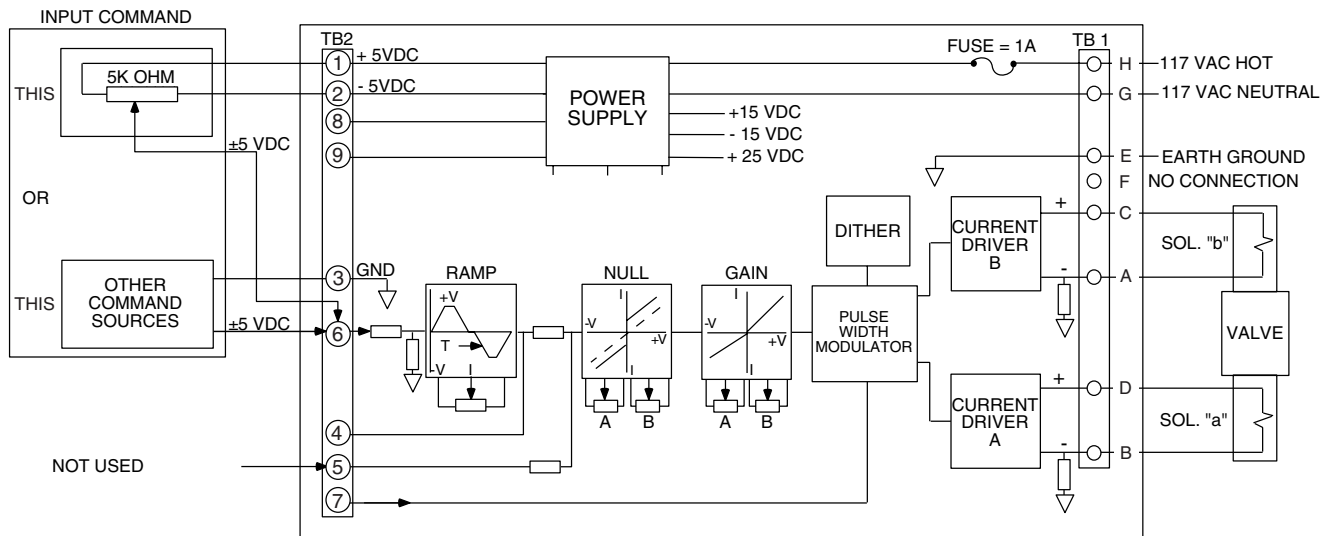 INPUT COMMAND
THIS
5K OHM
±5 VDC
OR
THIS
OTHER
COMMAND
SOURCES
±5 VDC
NOT USED
TB2
1
+ 5VDC
2
- 5VDC
8
9
3
GND
6
4
5
7
POWER
SUPPLY
+15 VDC
- 15 VDC
+ 25 VDC
FUSE = 1A
RAMP
+V
T
-V
I
NULL
I
-V
+V
I
A
B
GAIN
I
-V
+V
I
A
B
DITHER
PULSE
WIDTH
MODULATOR
CURRENT
DRIVER
B
+
-
CURRENT
DRIVER
A
+
-
TB 1
H
117 VAC HOT
G
117 VAC NEUTRAL
E
EARTH GROUND
F
NO CONNECTION
C
SOL. "b"
A
VALVE
D
SOL. "a"
B